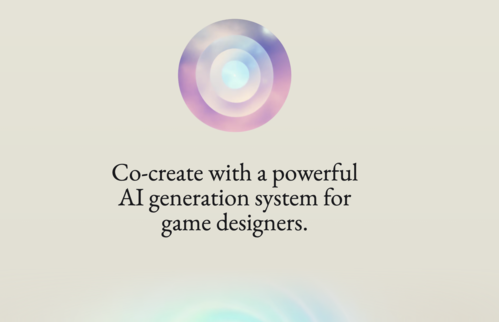 Co-create with a powerful
AI generation system for
game designers.